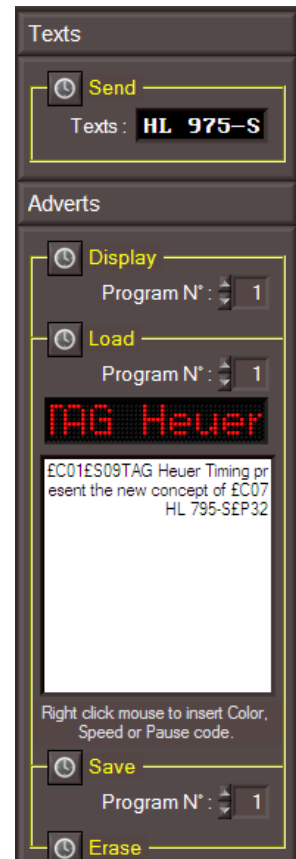 Texts
Send
Texts : HL 975-S
Adverts
Display
Program N° : 1
Load
Program N° : 1
TAG Heuer
£C01£S09TAG Heuer Timing pr
esent the new concept of £C07
HL 795-S£P32
Right click mouse to insert Color,
Speed or Pause code.
Save
Program N° : 1
Erase